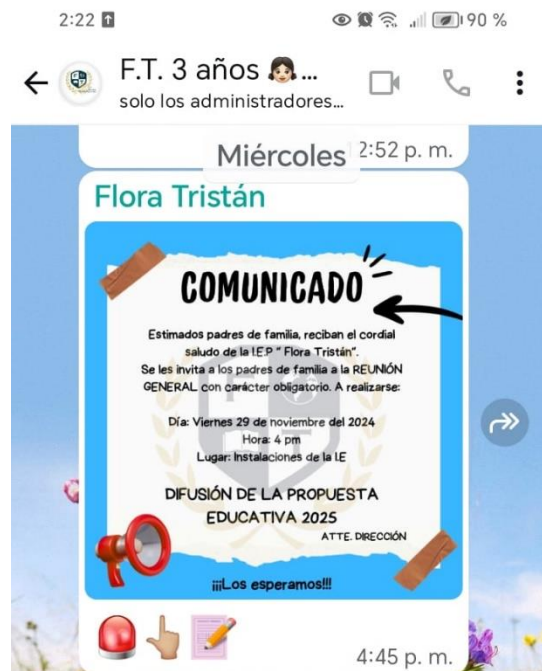 2:22
90 %
F.T. 3 años 👧🏻...
solo los administradores...
2:52 p. m.
Miércoles
Flora Tristán
COMUNICADO
Estimados padres de familia, reciban el cordial
saludo de la I.E.P " Flora Tristán".
Se les invita a los padres de familia a la REUNIÓN
GENERAL con carácter obligatorio. A realizarse:
Día: Viernes 29 de noviembre del 2024
Hora: 4 pm
Lugar: Instalaciones de la I.E
DIFUSIÓN DE LA PROPUESTA
EDUCATIVA 2025
ATTE. DIRECCIÓN
¡¡¡Los esperamos!!!
4:45 p. m.